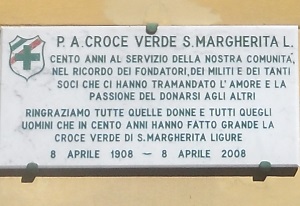 P. A. CROCE VERDE S. MARGHERITA L.
CENTO ANNI AL SERVIZIO DELLA NOSTRA COMUNITA'
NEL RICORDO DEI FONDATORI, DEI MILITI E DEI TANTI
SOCI CHE CI HANNO TRAMANDATO L'AMORE E LA
PASSIONE DEL DONARSI AGLI ALTRI
RINGRAZIAMO TUTTE QUELLE DONNE E TUTTI QUEGLI
UOMINI CHE IN CENTO ANNI HANNO FATTO GRANDE LA
CROCE VERDE DI S. MARGHERITA LIGURE
8 APRILE 1908 – 8 APRILE 2008